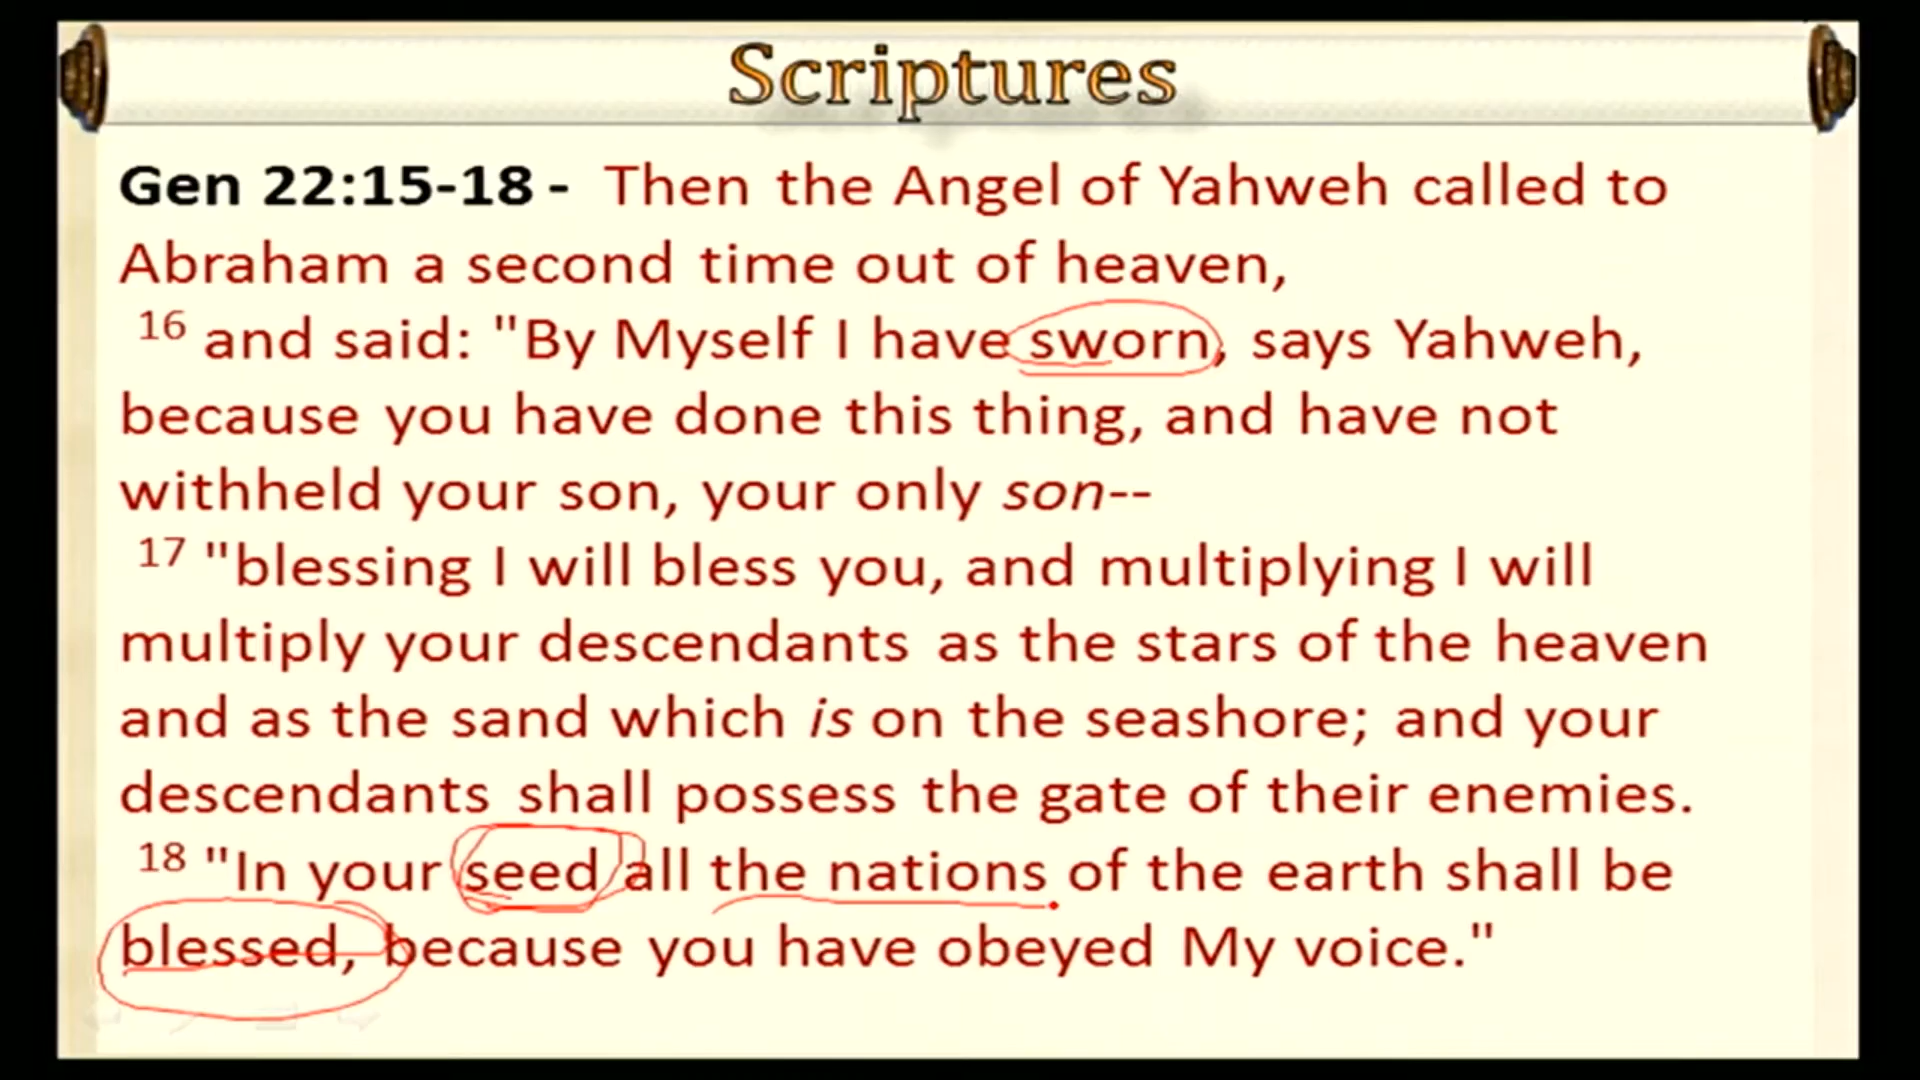 Scriptures
Gen 22:15-18 - Then the Angel of Yahweh called to
Abraham a second time out of heaven,
16 and said: "By Myself I have sworn, says Yahweh,
because you have done this thing, and have not
withheld your son, your only son--
17 "blessing I will bless you, and multiplying I will
multiply your descendants as the stars of the heaven
and as the sand which is on the seashore; and your
descendants shall possess the gate of their enemies.
18 "In your seed all the nations of the earth shall be
blessed, because you have obeyed My voice."